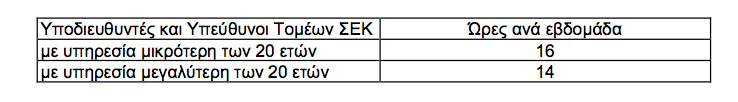 Υποδιευθυντές και Υπεύθυνοι Τομέων ΣΕΚ Ώρες ανά εβδομάδα
με υπηρεσία μικρότερη των 20 ετών 16
με υπηρεσία μεγαλύτερη των 20 ετών 14